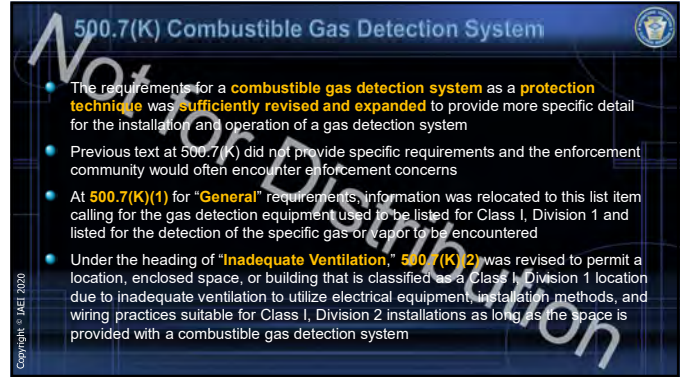 500.7(K) Combustible Gas Detection System
The requirements for a combustible gas detection system as a protection
technique was sufficiently revised and expanded to provide more specific detail
for the installation and operation of a gas detection system
Previous text at 500.7(K) did not provide specific requirements and the enforcement
community would often encounter enforcement concerns
At 500.7(K)(1) for “General” requirements, information was relocated to this list item
calling for the gas detection equipment used to be listed for Class I, Division 1 and
listed for the detection of the specific gas or vapor to be encountered
Under the heading of “Inadequate Ventilation,” 500.7(K)(2) was revised to permit a
location, enclosed space, or building that is classified as a Class I, Division 1 location
due to inadequate ventilation to utilize electrical equipment, installation methods, and
wiring practices suitable for Class I, Division 2 installations as long as the space is
provided with a combustible gas detection system
Not for Distribution
Copyright © IAEI 2020